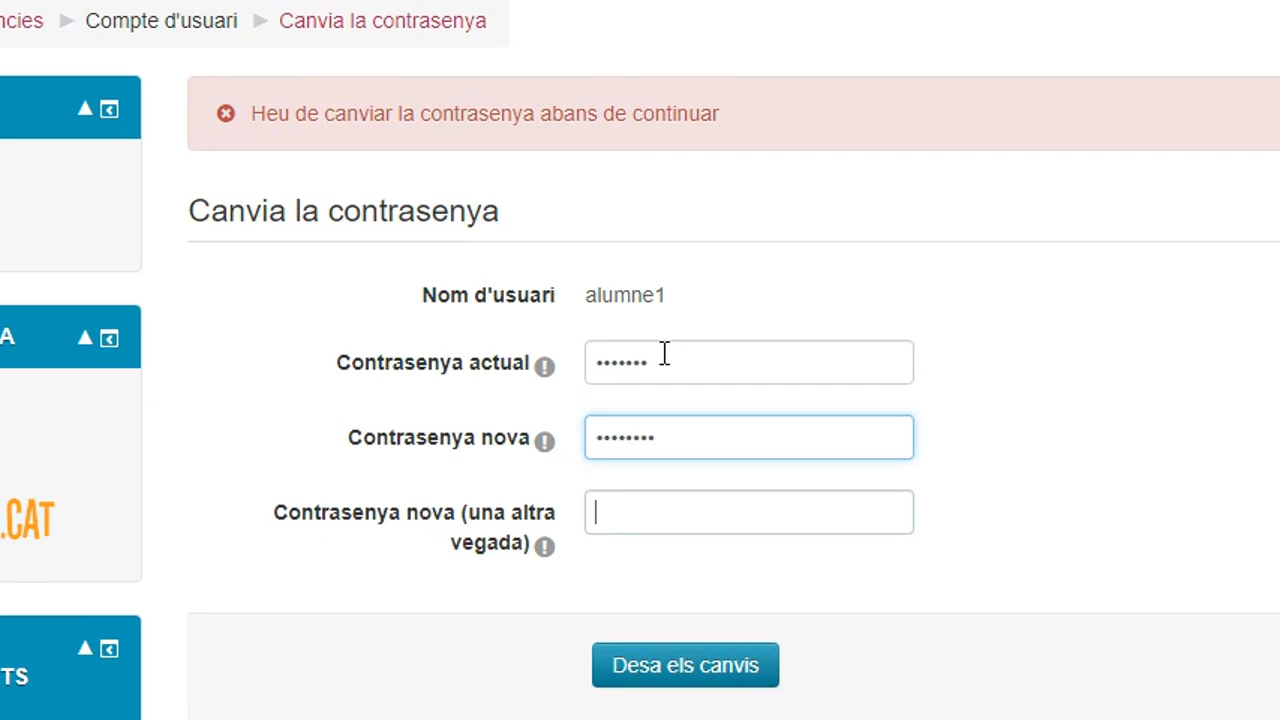 ncies ▶ Compte d'usuari ▶ Canvia la contrasenya
Heu de canviar la contrasenya abans de continuar
Canvia la contrasenya
Nom d'usuari alumne1
A
Contrasenya actual •••••••
Contrasenya nova ••••••••
.CAT
Contrasenya nova (una altra
vegada)
TS
Desa els canvis